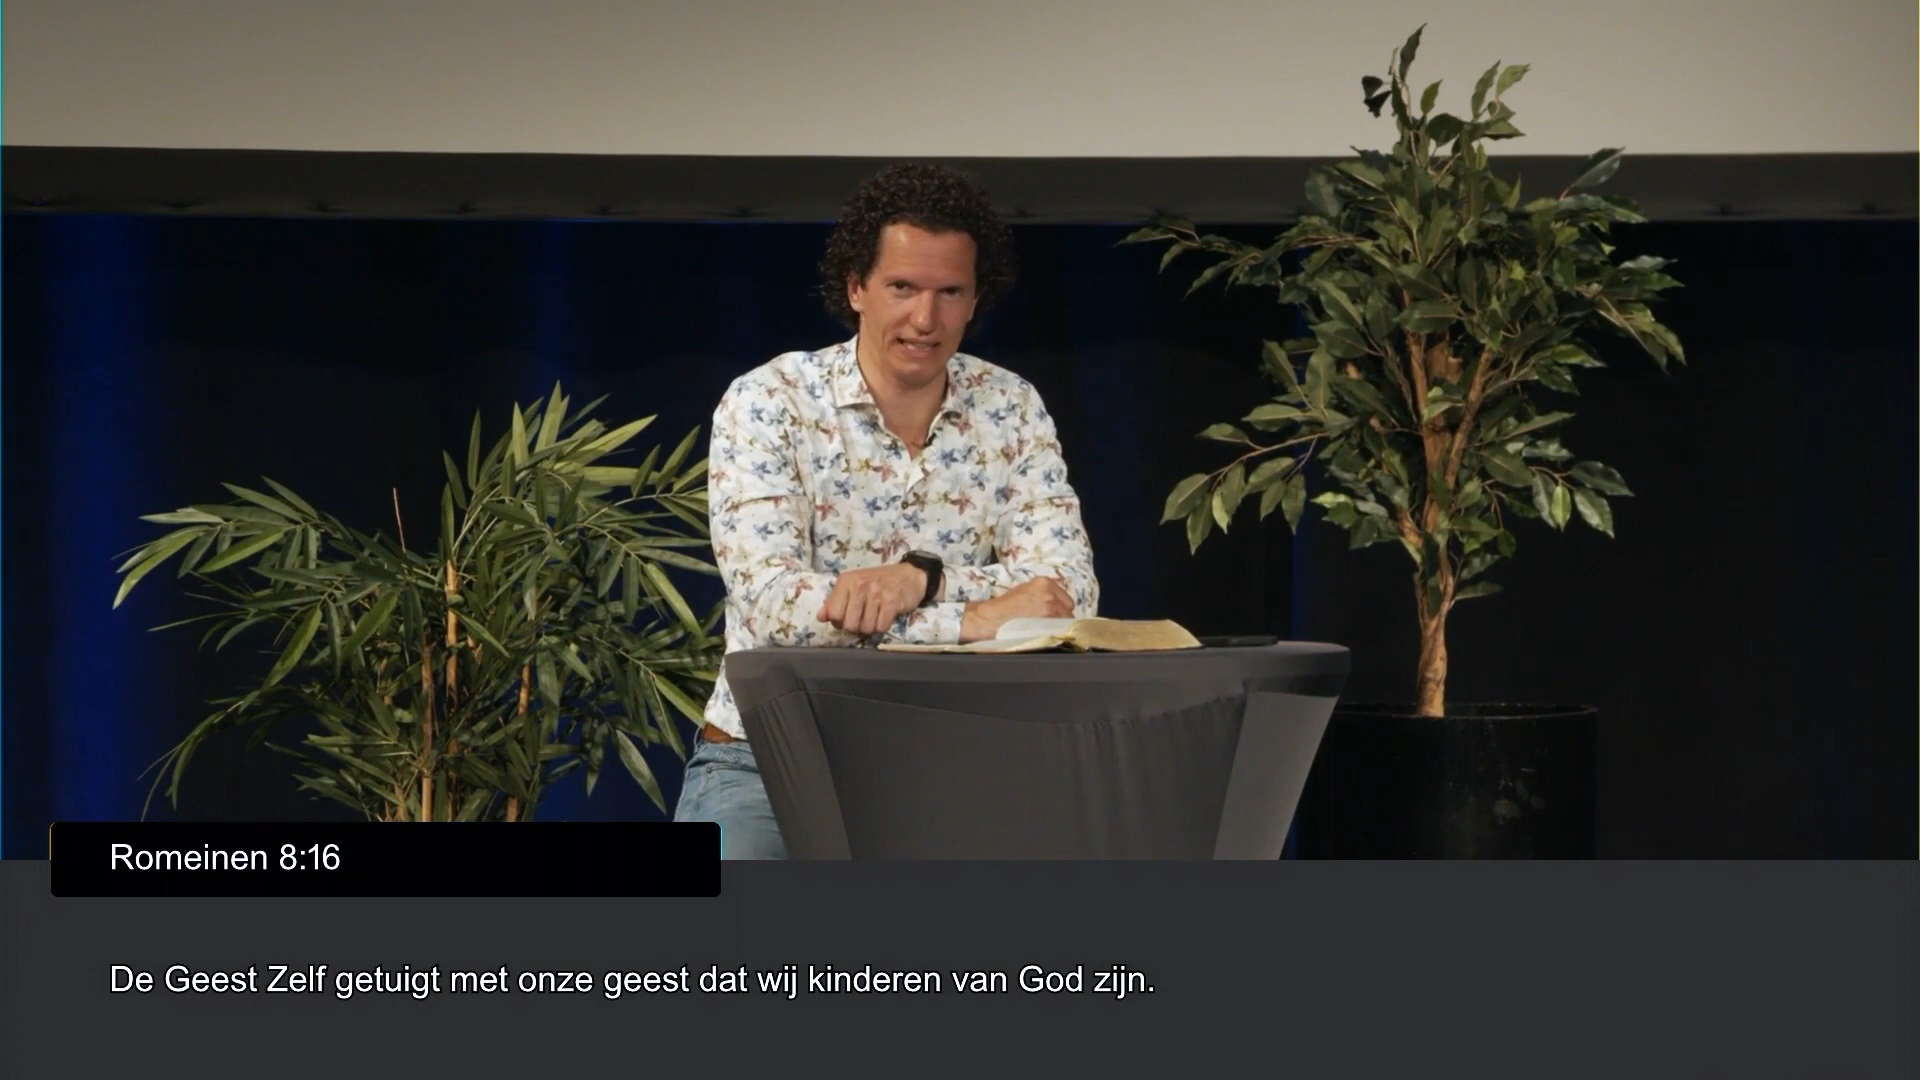 Romeinen 8:16
De Geest Zelf getuigt met onze geest dat wij kinderen van God zijn.